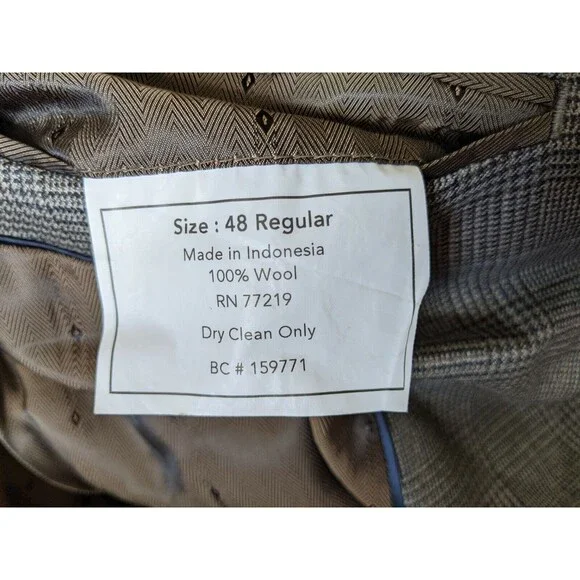 Size : 48 Regular
Made in Indonesia
100% Wool
RN 77219
Dry Clean Only
BC # 159771